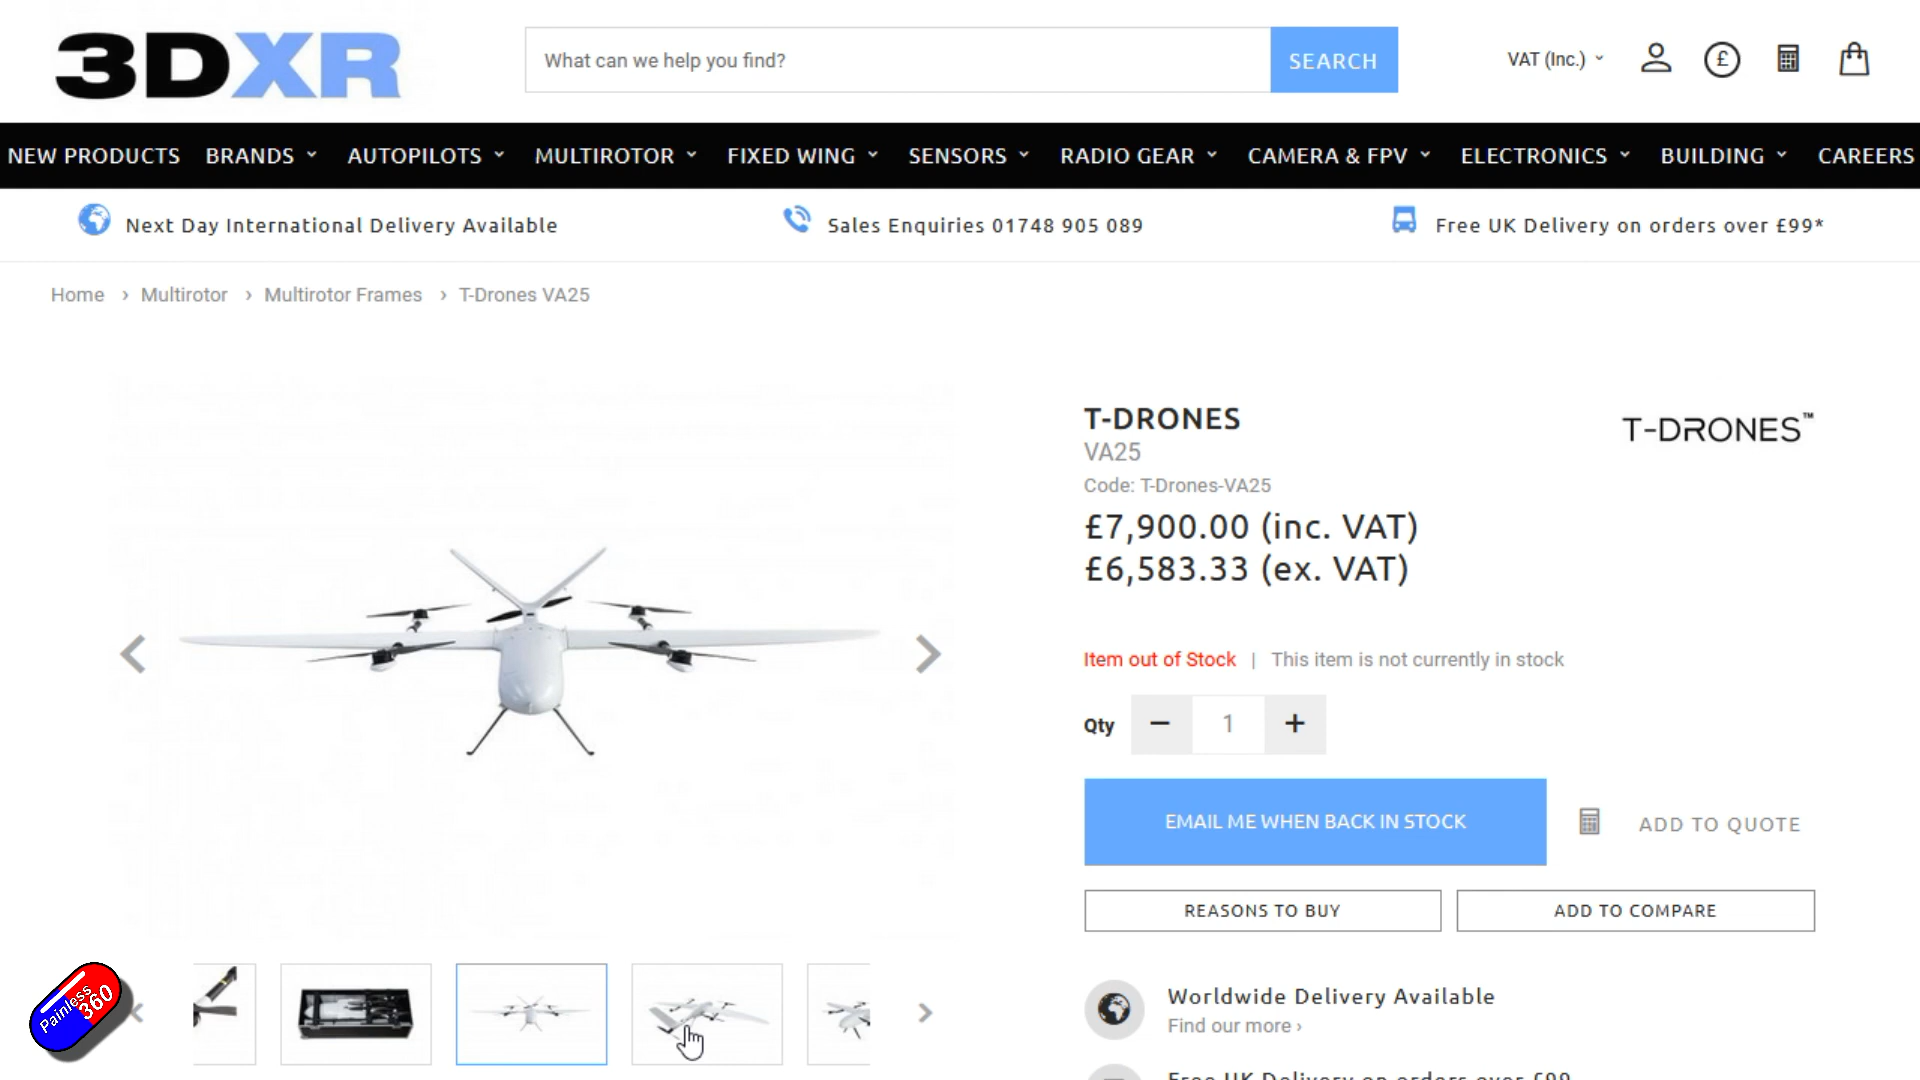 3DXR
What can we help you find?
SEARCH
VAT (Inc.)
£
NEW PRODUCTS BRANDS AUTOPILOTS MULTIROTOR FIXED WING SENSORS RADIO GEAR CAMERA & FPV ELECTRONICS BUILDING CAREERS
Next Day International Delivery Available
Sales Enquiries 01748 905 089
Free UK Delivery on orders over £99*
Home › Multirotor › Multirotor Frames › T-Drones VA25
T-DRONES
T-DRONES™
VA25
Code: T-Drones-VA25
£7,900.00 (inc. VAT)
£6,583.33 (ex. VAT)
Item out of Stock | This item is not currently in stock
Qty − 1 +
EMAIL ME WHEN BACK IN STOCK
ADD TO QUOTE
REASONS TO BUY
ADD TO COMPARE
Painless
360
Worldwide Delivery Available
Find our more ›
Free UK Delivery on orders over £99